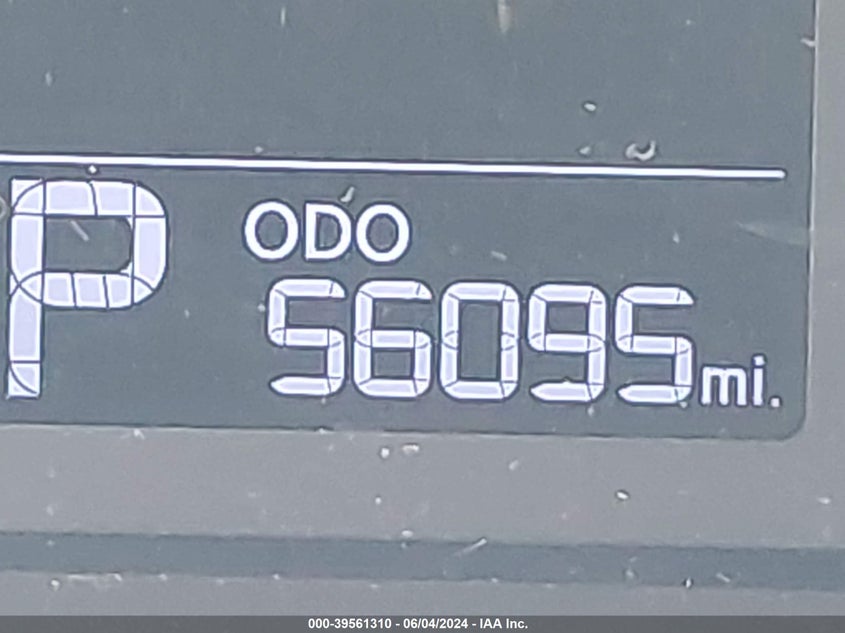 P
ODO
56095 mi.
000-39561310 - 06/04/2024 - IAA Inc.